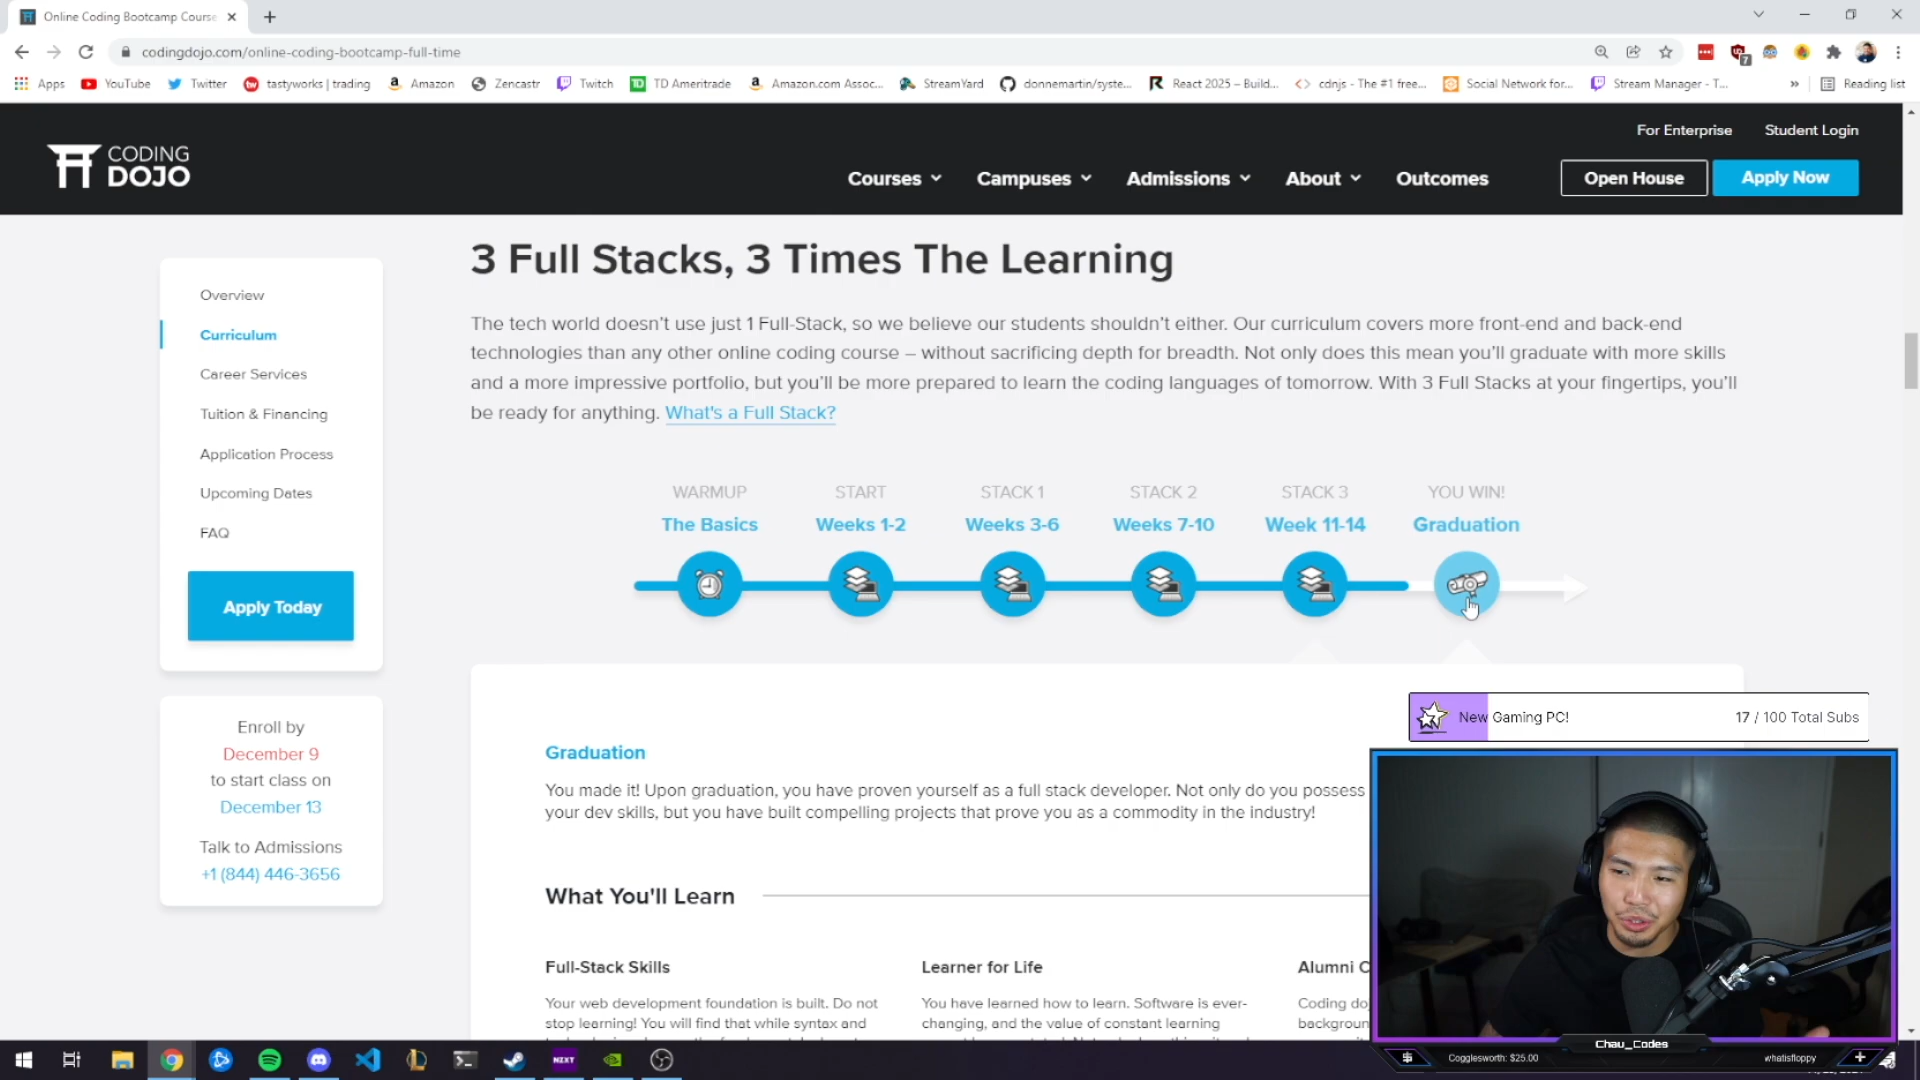 Online Coding Bootcamp Course
codingdojo.com/online-coding-bootcamp-full-time
7
Apps
YouTube
Twitter
tastyworks | trading
Amazon
Zencastr
Twitch
TD Ameritrade
Amazon.com Assoc...
StreamYard
donnemartin/syste...
React 2025 – Build...
cdnjs - The #1 free...
Social Network for...
Stream Manager - T...
»
Reading list
For Enterprise
Student Login
CODING
DOJO
Courses
Campuses
Admissions
About
Outcomes
Open House
Apply Now
Overview
Curriculum
Career Services
Tuition & Financing
Application Process
Upcoming Dates
FAQ
Apply Today
Enroll by
December 9
to start class on
December 13
Talk to Admissions
+1 (844) 446-3656
3 Full Stacks, 3 Times The Learning
The tech world doesn’t use just 1 Full-Stack, so we believe our students shouldn’t either. Our curriculum covers more front-end and back-end
technologies than any other online coding course – without sacrificing depth for breadth. Not only does this mean you’ll graduate with more skills
and a more impressive portfolio, but you’ll be more prepared to learn the coding languages of tomorrow. With 3 Full Stacks at your fingertips, you’ll
be ready for anything. What's a Full Stack?
WARMUP
The Basics
START
Weeks 1-2
STACK 1
Weeks 3-6
STACK 2
Weeks 7-10
STACK 3
Week 11-14
YOU WIN!
Graduation
Graduation
You made it! Upon graduation, you have proven yourself as a full stack developer. Not only do you possess
your dev skills, but you have built compelling projects that prove you as a commodity in the industry!
What You'll Learn
Full-Stack Skills
Your web development foundation is built. Do not
stop learning! You will find that while syntax and
Learner for Life
You have learned how to learn. Software is ever-
changing, and the value of constant learning
Alumni C
Coding do
background
New Gaming PC!
17 / 100 Total Subs
Chau_Codes
Cogglesworth: $25.00
whatisfloppy
NZXT